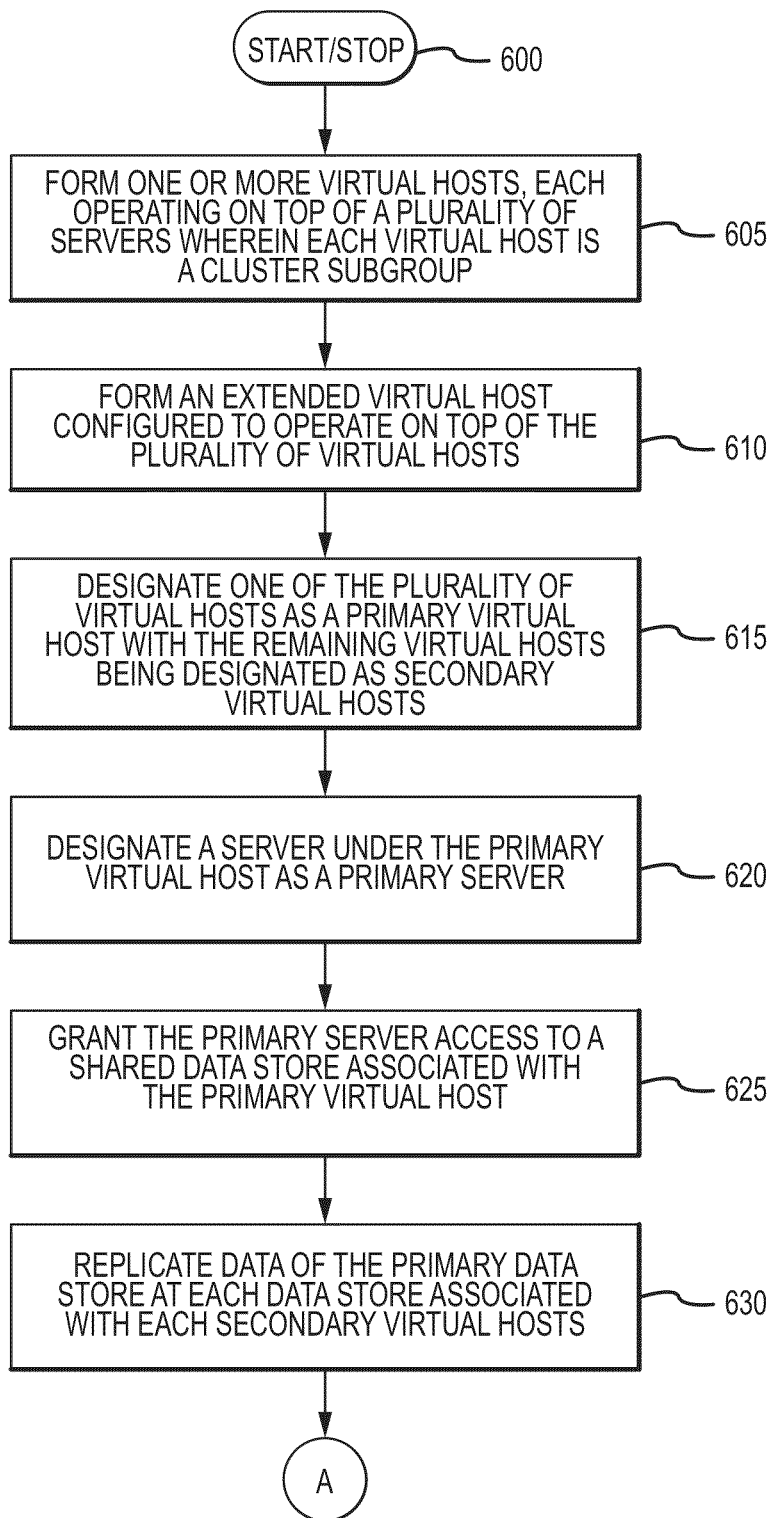 START/STOP
600
FORM ONE OR MORE VIRTUAL HOSTS, EACH
OPERATING ON TOP OF A PLURALITY OF
SERVERS WHEREIN EACH VIRTUAL HOST IS
A CLUSTER SUBGROUP
605
FORM AN EXTENDED VIRTUAL HOST
CONFIGURED TO OPERATE ON TOP OF THE
PLURALITY OF VIRTUAL HOSTS
610
DESIGNATE ONE OF THE PLURALITY OF
VIRTUAL HOSTS AS A PRIMARY VIRTUAL
HOST WITH THE REMAINING VIRTUAL HOSTS
BEING DESIGNATED AS SECONDARY
VIRTUAL HOSTS
615
DESIGNATE A SERVER UNDER THE PRIMARY
VIRTUAL HOST AS A PRIMARY SERVER
620
GRANT THE PRIMARY SERVER ACCESS TO A
SHARED DATA STORE ASSOCIATED WITH
THE PRIMARY VIRTUAL HOST
625
REPLICATE DATA OF THE PRIMARY DATA
STORE AT EACH DATA STORE ASSOCIATED
WITH EACH SECONDARY VIRTUAL HOSTS
630
A